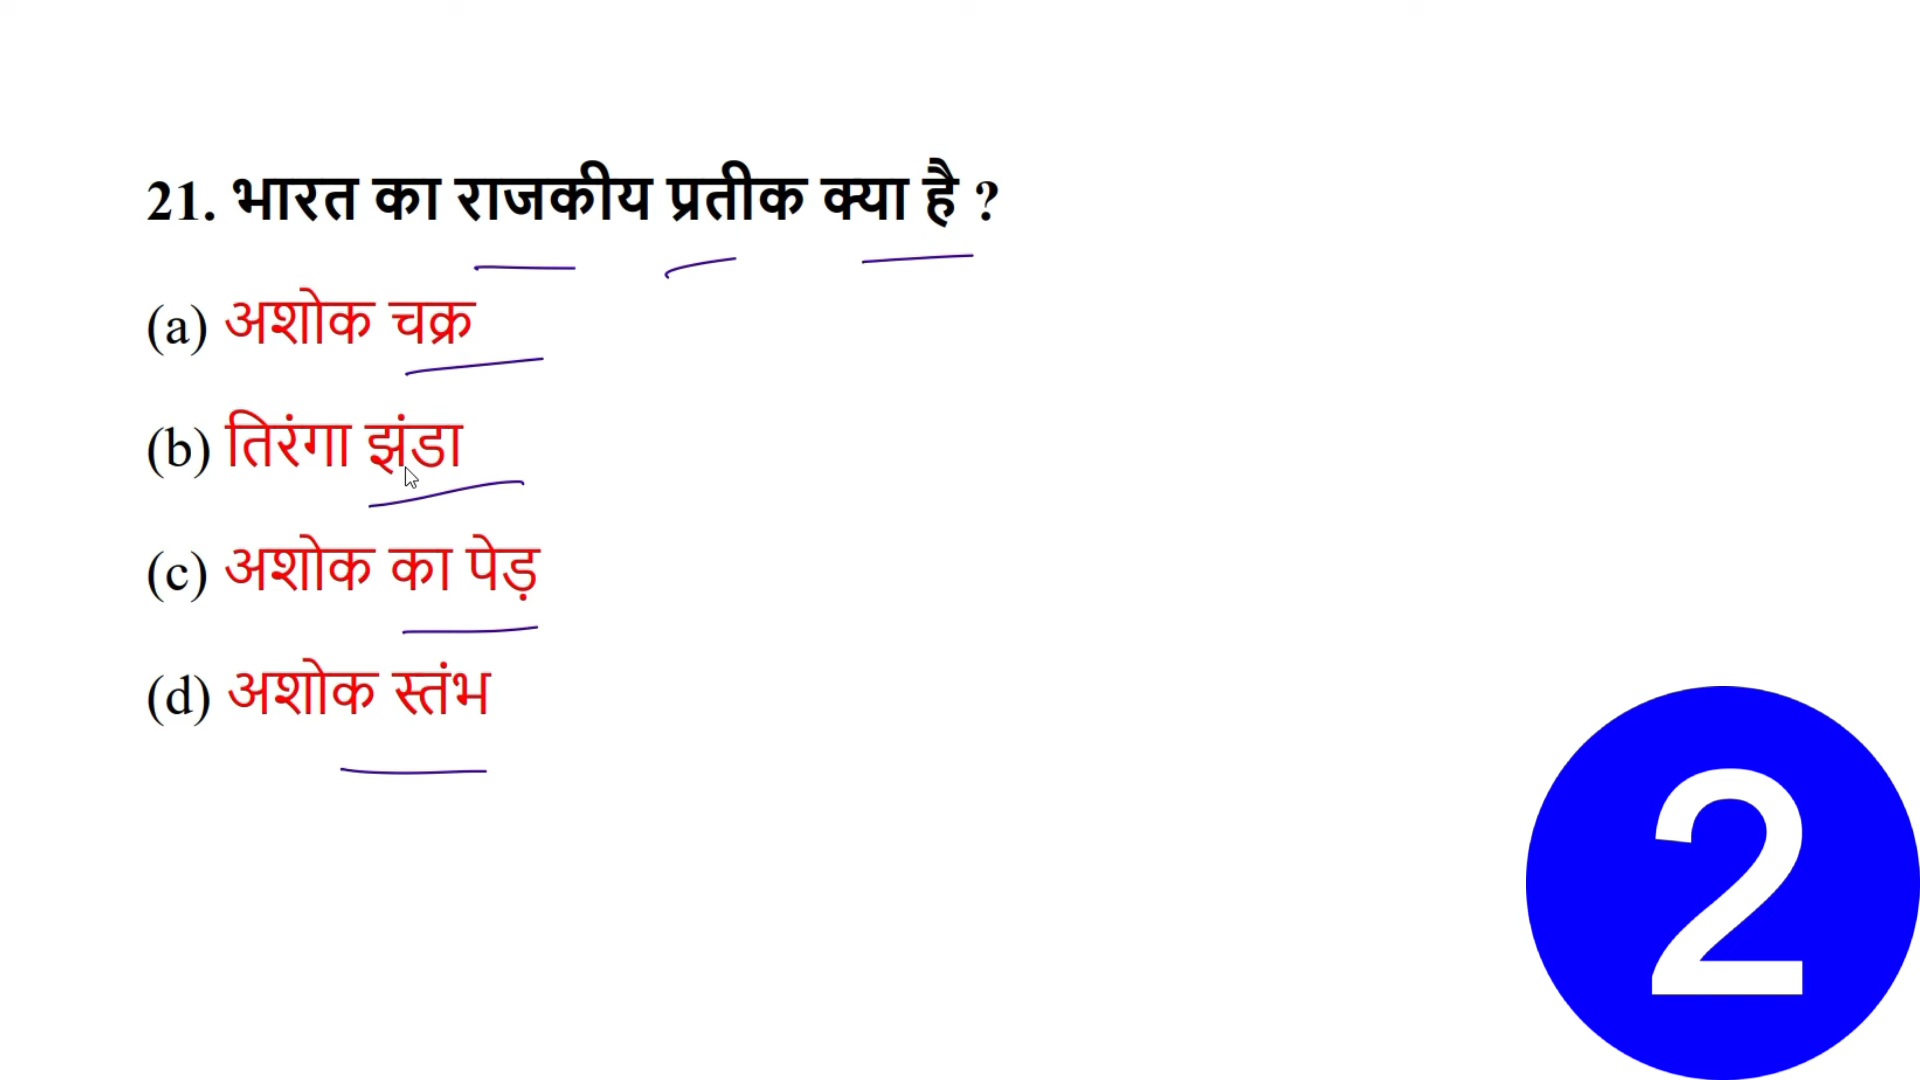 21. भारत का राजकीय प्रतीक क्या है ?
(a) अशोक चक्र
(b) तिरंगा झंडा
(c) अशोक का पेड़
(d) अशोक स्तंभ
2